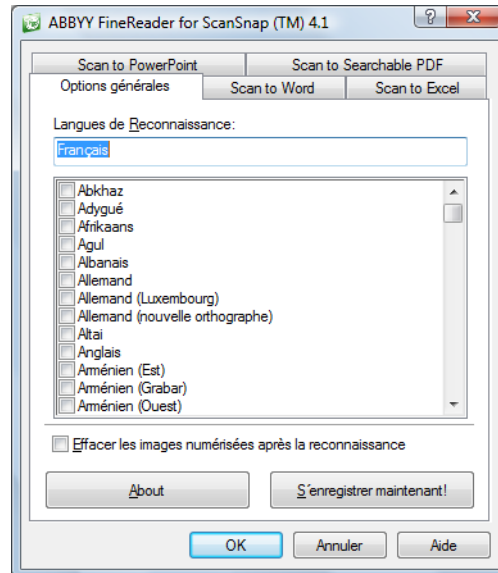 ABBYY FineReader for ScanSnap (TM) 4.1
Scan to PowerPoint
Scan to Searchable PDF
Options générales
Scan to Word
Scan to Excel
Langues de Reconnaissance:
Français
Abkhaz
Adygué
Afrikaans
Agul
Albanais
Allemand
Allemand (Luxembourg)
Allemand (nouvelle orthographe)
Altai
Anglais
Arménien (Est)
Arménien (Grabar)
Arménien (Ouest)
Effacer les images numérisées après la reconnaissance
About
S´enregistrer maintenant!
OK
Annuler
Aide